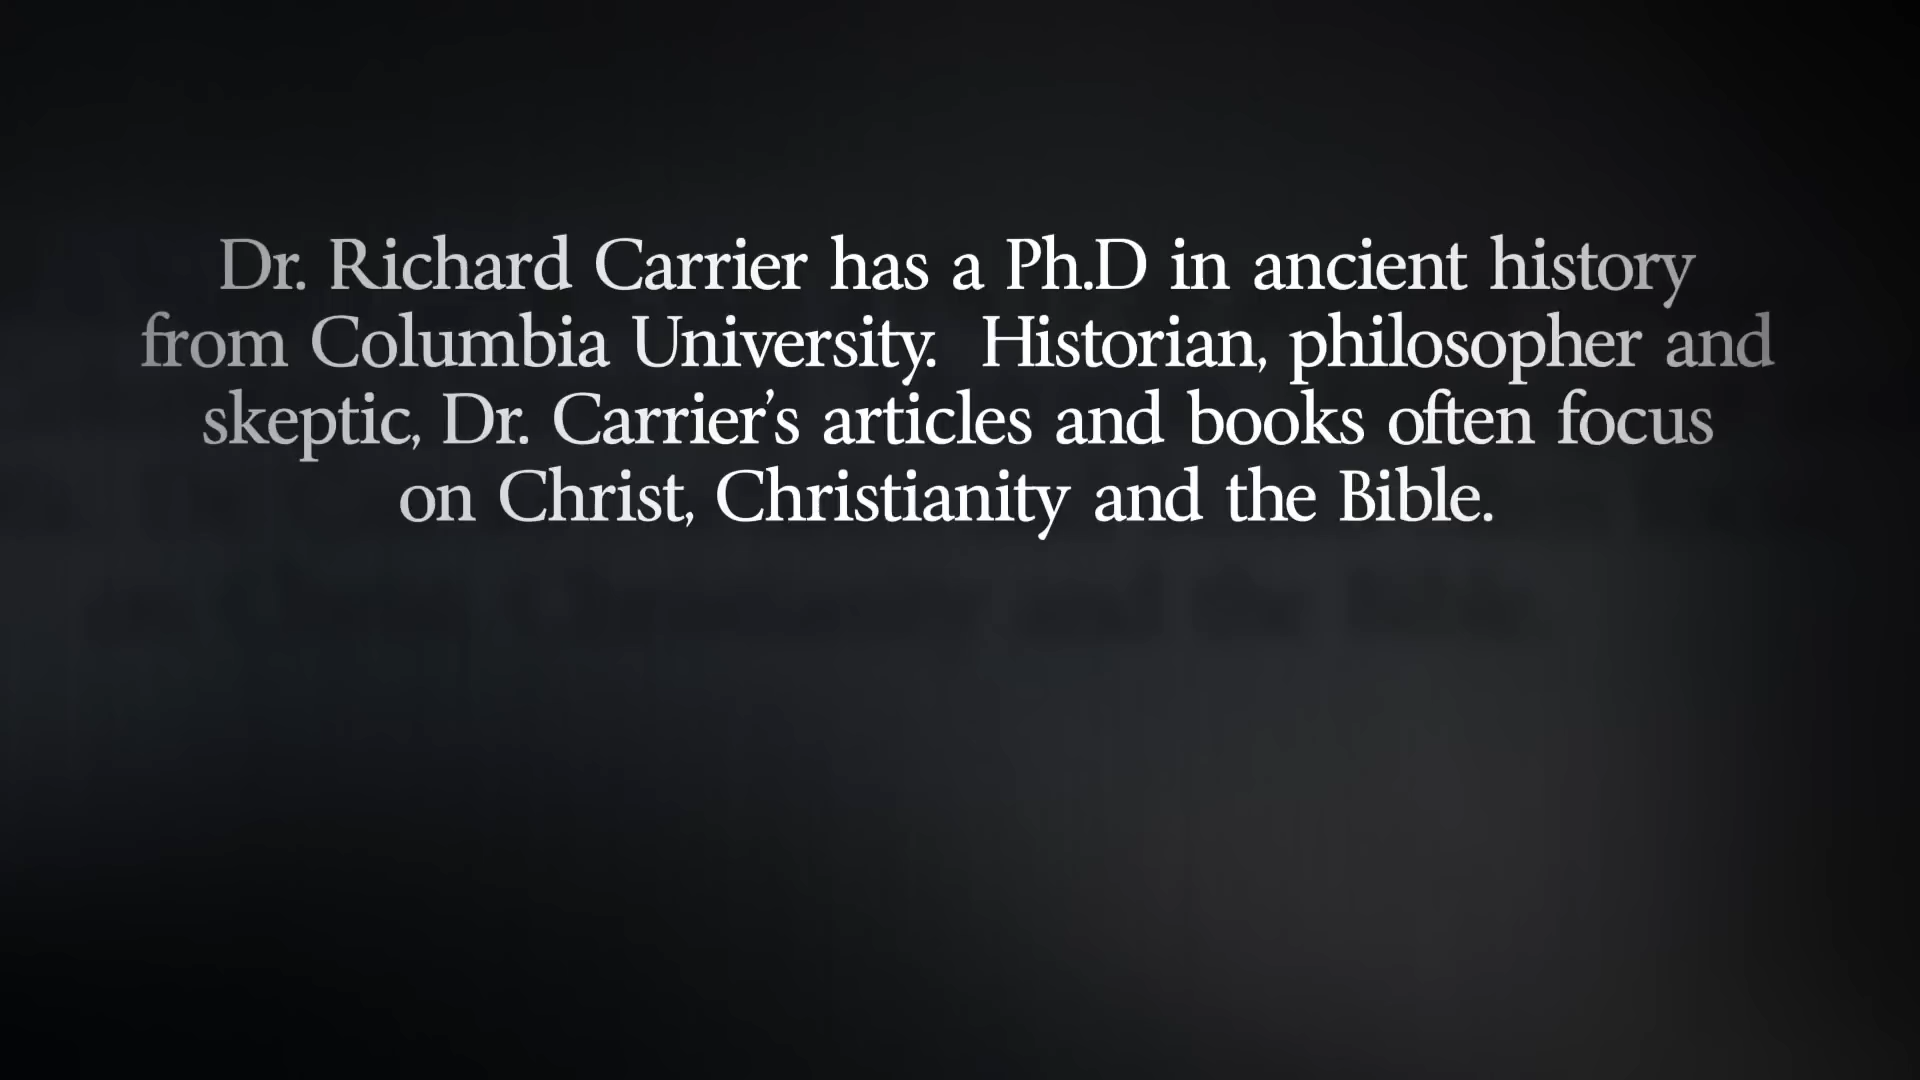 Dr. Richard Carrier has a Ph.D in ancient history
from Columbia University.  Historian, philosopher and
skeptic, Dr. Carrier's articles and books often focus
on Christ, Christianity and the Bible.